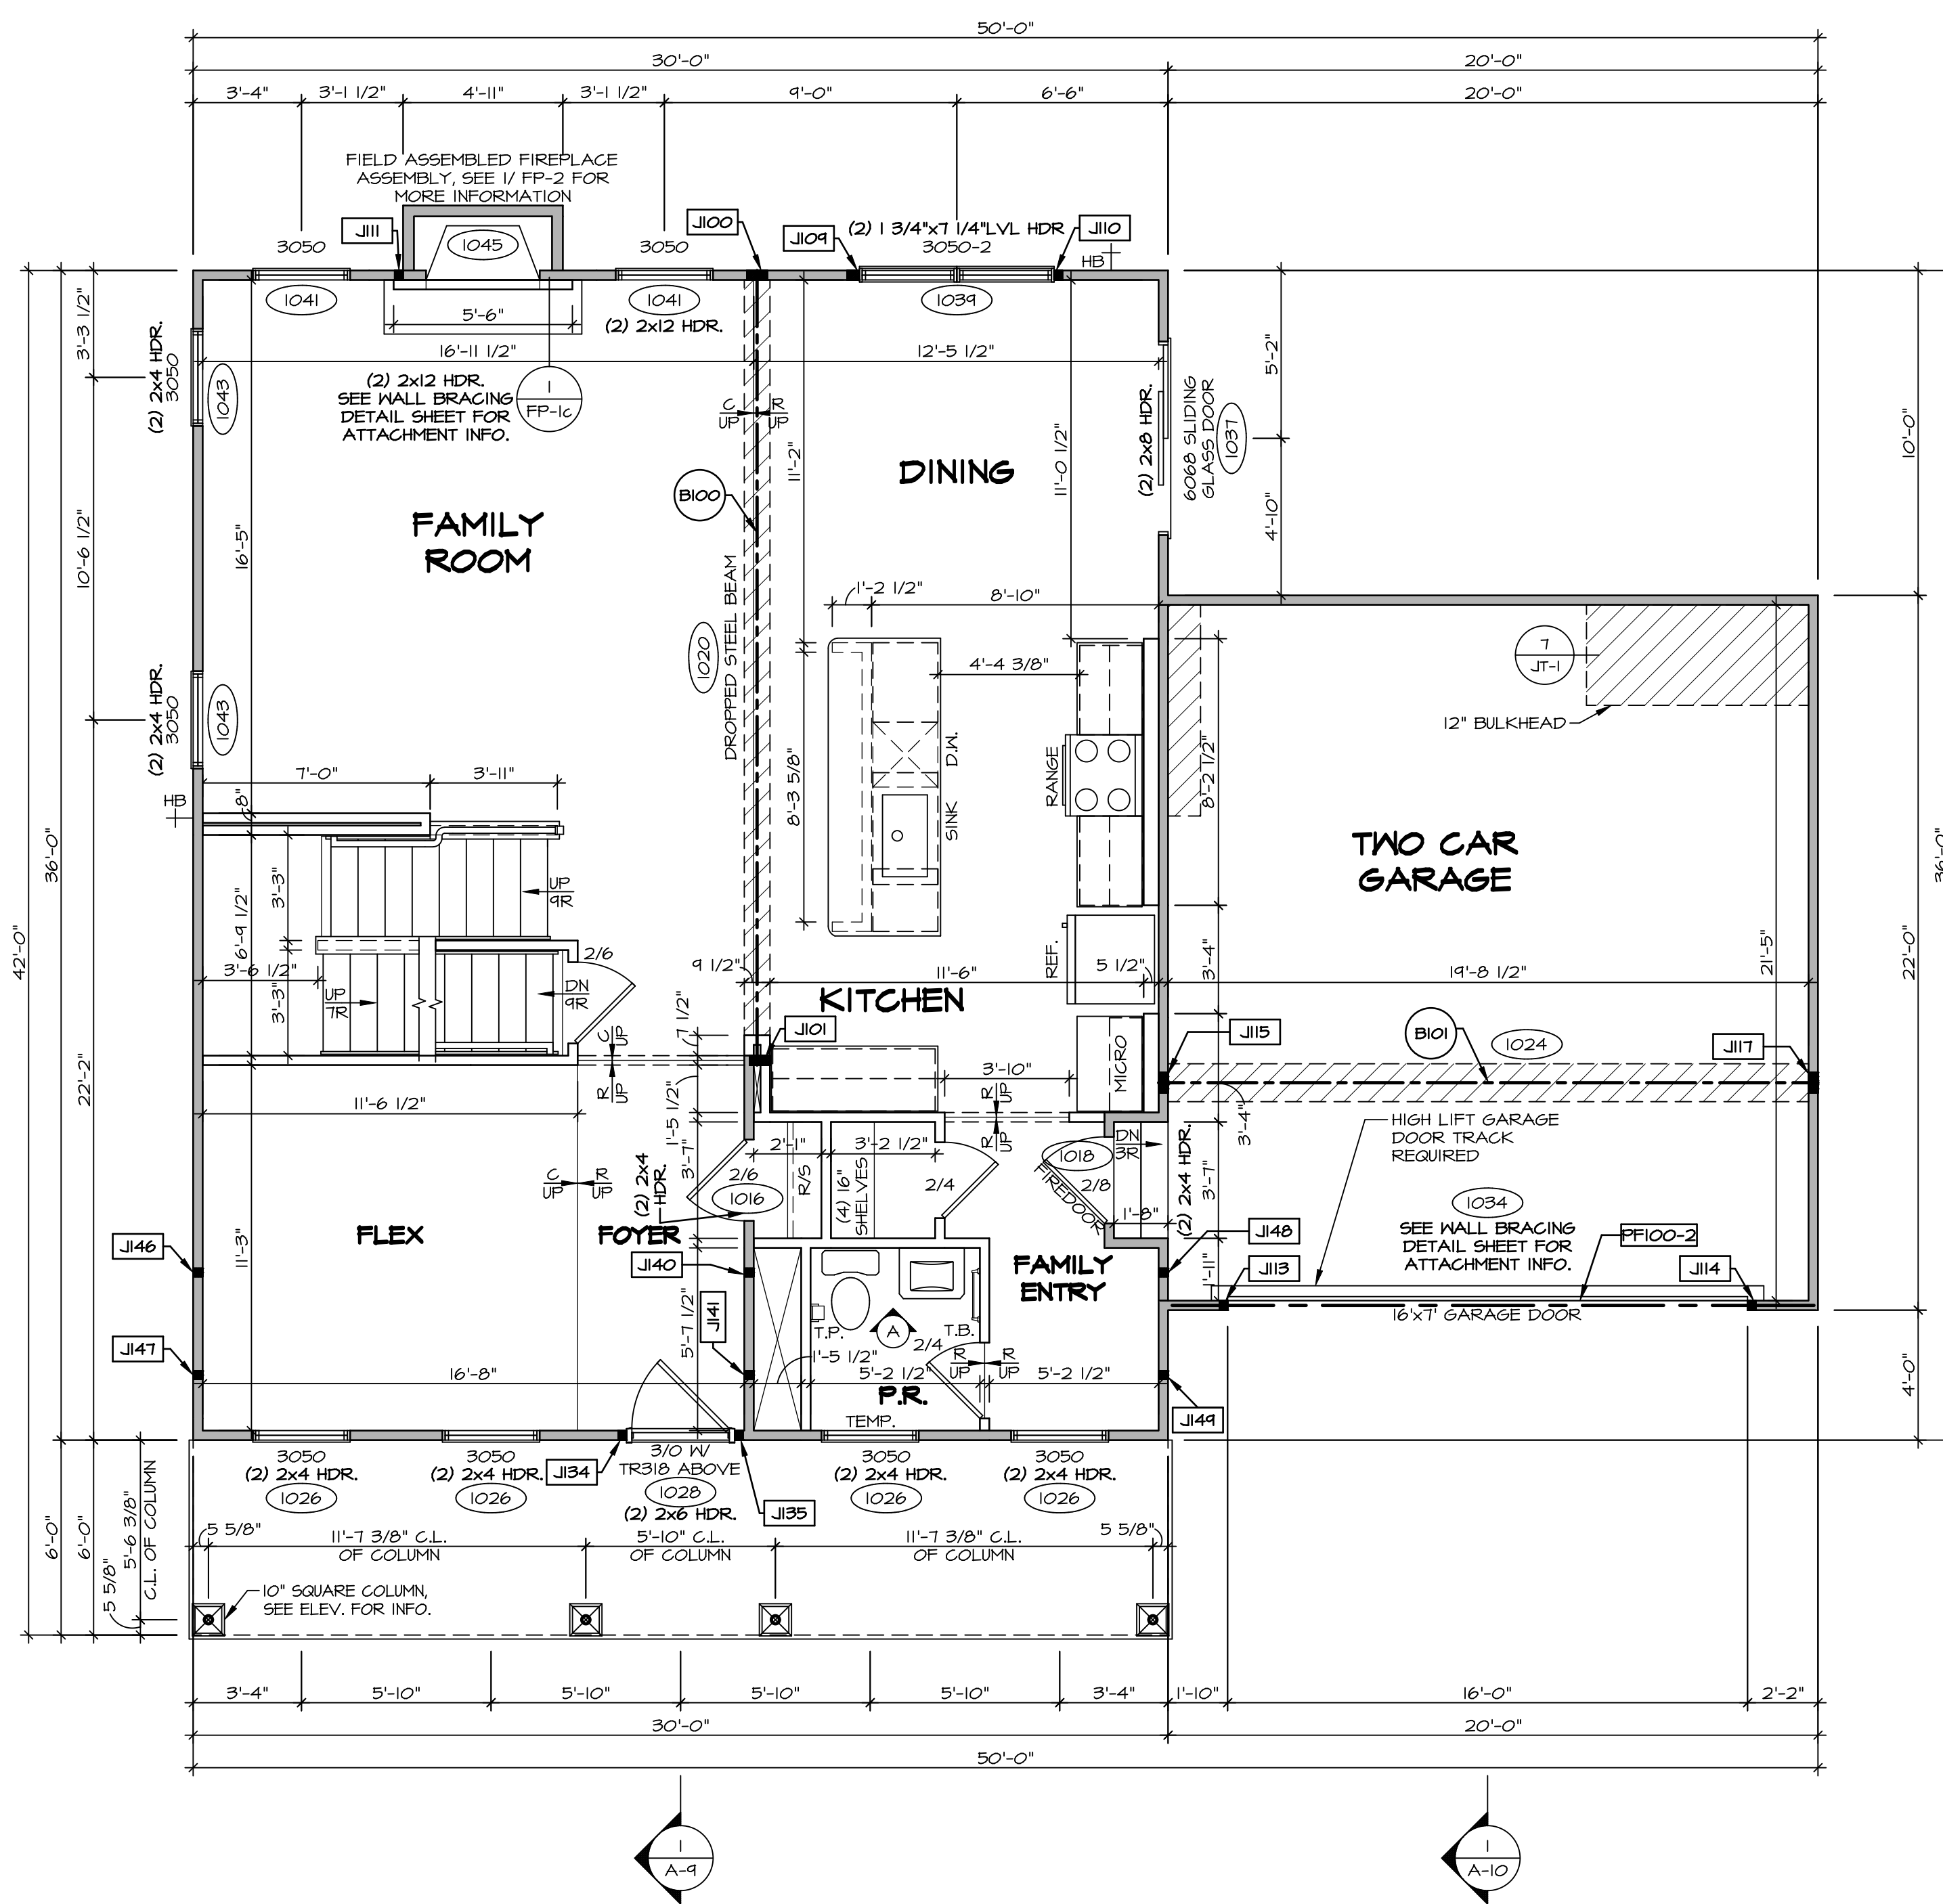 50'-0"
30'-0"
20'-0"
3'-4"
3'-1 1/2"
4'-11"
3'-1 1/2"
9'-0"
6'-6"
20'-0"
FIELD ASSEMBLED FIREPLACE
ASSEMBLY, SEE 1/ FP-2 FOR
MORE INFORMATION
J111
1045
J100
J109
(2) 1 3/4"x7 1/4"LVL HDR
J110
3050
3050
3050-2
HB
1041
1041
1039
5'-6"
(2) 2x12 HDR.
16'-11 1/2"
12'-5 1/2"
3'-3 1/2"
(2) 2x4 HDR.
3050
1043
(2) 2x12 HDR.
SEE WALL BRACING
DETAIL SHEET FOR
ATTACHMENT INFO.
1
FP-1c
C
UP
R
UP
11'-2"
11'-0 1/2"
(2) 2x8 HDR.
6068 SLIDING
GLASS DOOR
1037
5'-2"
4'-10"
10'-0"
DINING
B100
FAMILY
ROOM
10'-6 1/2"
16'-5"
DROPPED STEEL BEAM
1020
1'-2 1/2"
8'-10"
4'-4 3/8"
7
JT-1
12" BULKHEAD
(2) 2x4 HDR.
3050
1043
8'-3 5/8"
D.W.
SINK
RANGE
8'-2 1/2"
7'-0"
3'-11"
HB
8"
TWO CAR
GARAGE
36'-0"
36'-0"
42'-0"
22'-2"
22'-0"
3'-3"
6'-9 1/2"
UP
9R
2/6
3'-6 1/2"
3'-3"
UP
7R
DN
9R
9 1/2"
11'-6"
REF.
5 1/2"
3'-4"
19'-8 1/2"
21'-5"
KITCHEN
7 1/2"
J101
C
UP
R
UP
J115
B101
1024
J117
MICRO
3'-10"
R
UP
R
UP
11'-6 1/2"
1'-5 1/2"
3'-4"
HIGH LIFT GARAGE
DOOR TRACK
REQUIRED
3'-7"
2'-1"
3'-2 1/2"
1018
DN
3R
(2) 2x4 HDR.
3'-7"
C
UP
R
UP
(2) 2x4
HDR.
2/6
1016
R/S
(4) 16"
SHELVES
2/4
FIREDOOR
2/8
1'-8"
1034
SEE WALL BRACING
DETAIL SHEET FOR
ATTACHMENT INFO.
PF100-2
FLEX
FOYER
J146
11'-3"
J140
FAMILY
ENTRY
J148
1'-11"
J113
J114
16'x7' GARAGE DOOR
J141
5'-7 1/2"
T.P.
A
T.B.
2/4
J147
1'-5 1/2"
R
UP
R
UP
16'-8"
5'-2 1/2"
5'-2 1/2"
P.R.
TEMP.
J149
4'-0"
3050
(2) 2x4 HDR.
1026
3050
(2) 2x4 HDR.
1026
J134
3/0 W/
TR318 ABOVE
1028
(2) 2x6 HDR.
J135
3050
(2) 2x4 HDR.
1026
3050
(2) 2x4 HDR.
1026
6'-0"
6'-0"
5 5/8"
5'-6 3/8"
C.L. OF COLUMN
5 5/8"
11'-7 3/8" C.L.
OF COLUMN
5'-10" C.L.
OF COLUMN
11'-7 3/8" C.L.
OF COLUMN
5 5/8"
10" SQUARE COLUMN,
SEE ELEV. FOR INFO.
3'-4"
5'-10"
5'-10"
5'-10"
5'-10"
3'-4"
1'-10"
16'-0"
2'-2"
30'-0"
20'-0"
50'-0"
1
A-9
1
A-10